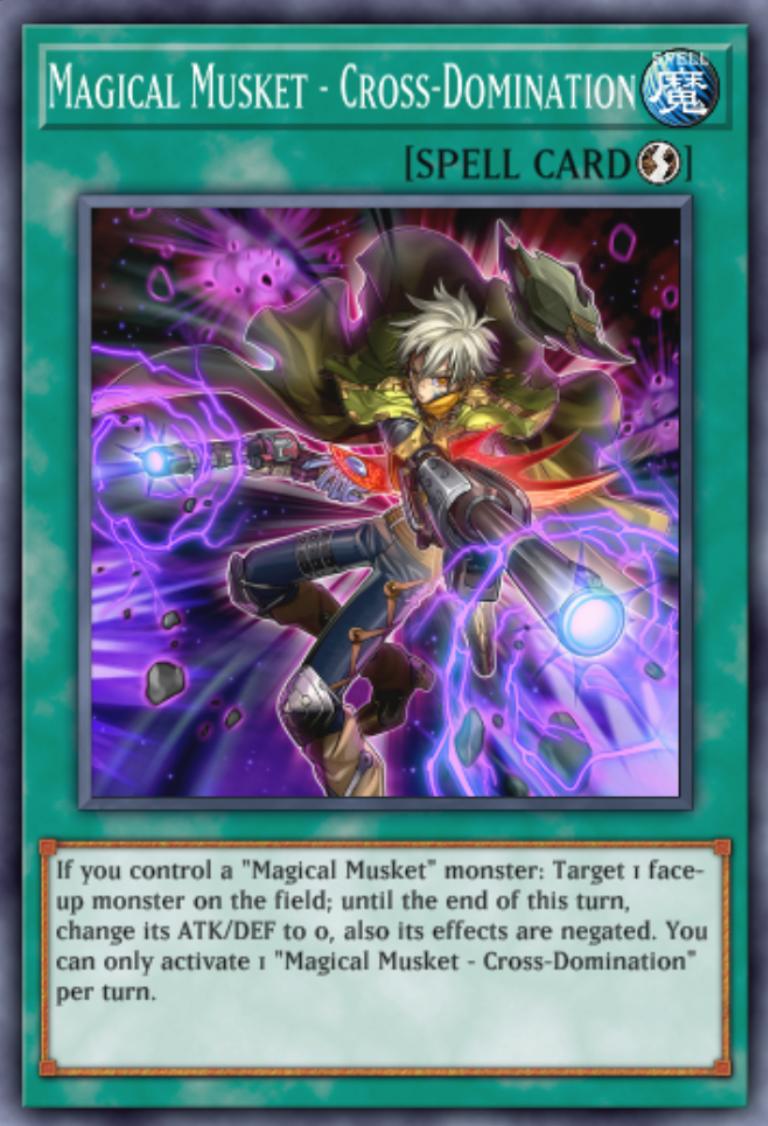 MAGICAL MUSKET - CROSS-DOMINATION
SPELL
魔
[SPELL CARD]
If you control a "Magical Musket" monster: Target 1 face-
up monster on the field; until the end of this turn,
change its ATK/DEF to 0, also its effects are negated. You
can only activate 1 "Magical Musket - Cross-Domination"
per turn.